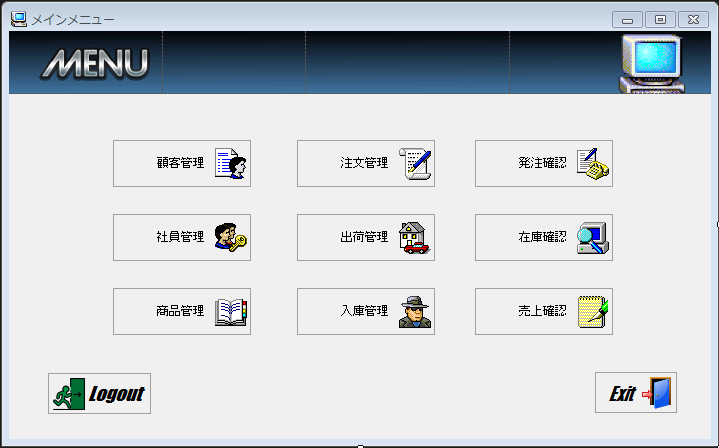 メインメニュー
MENU
顧客管理
注文管理
発注確認
社員管理
出荷管理
在庫確認
商品管理
入庫管理
売上確認
Logout
Exit